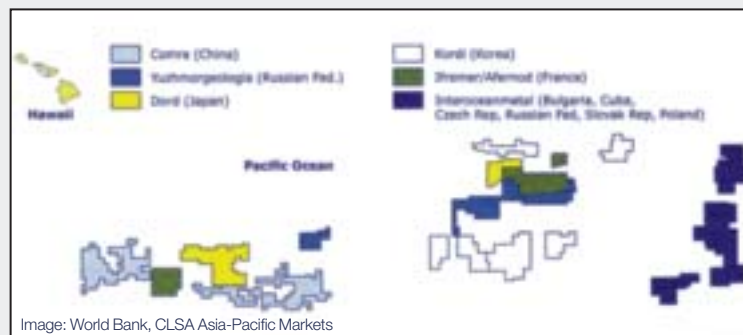 Comra (China)
Yuzhmorgeologia (Russian Fed.)
Dord (Japan)
Hawaii
Pacific Ocean
Kordi (Korea)
Ifremer/Afernod (France)
Interoceanmetal (Bulgaria, Cuba,
Czech Rep, Russian Fed, Slovak Rep, Poland)
Image: World Bank, CLSA Asia-Pacific Markets